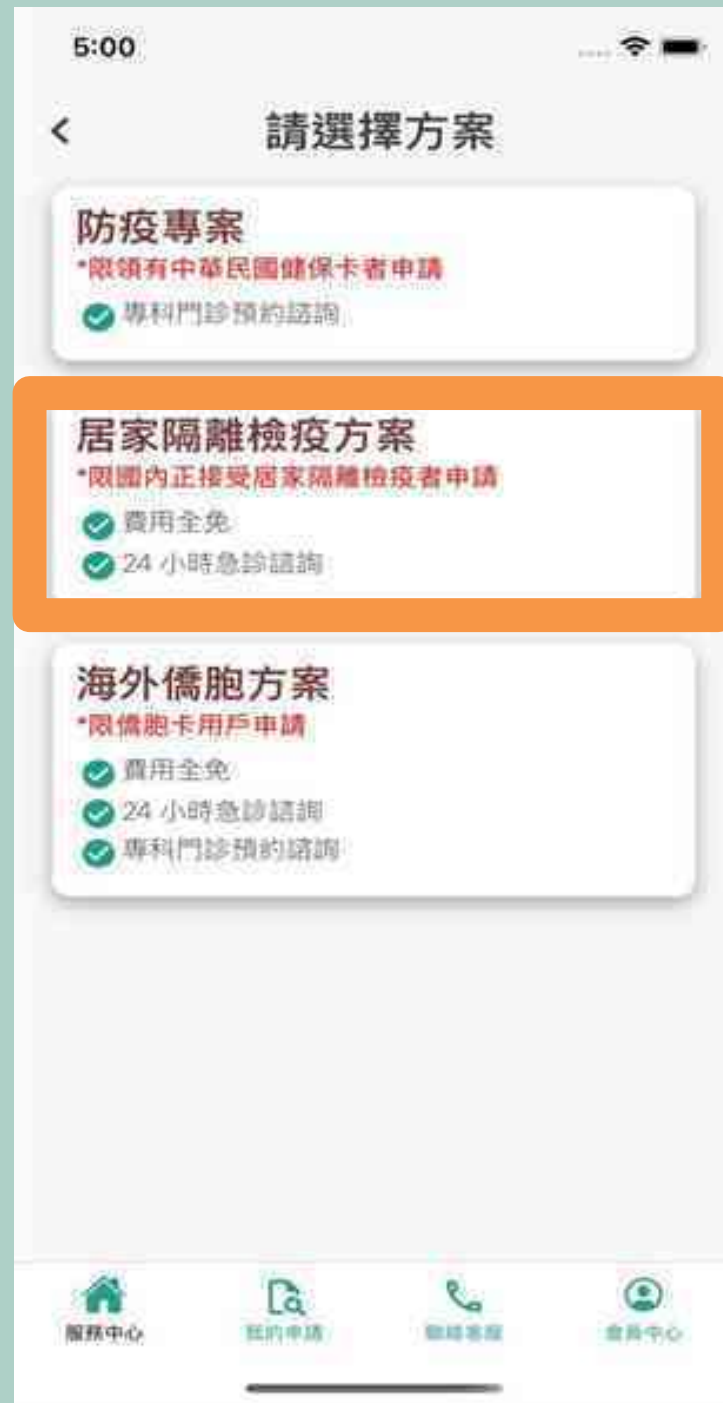 5:00
請選擇方案
防疫專案
*限領有中華民國健保卡者申請
專科門診預約諮詢
居家隔離檢疫方案
*限國內正接受居家隔離檢疫者申請
費用全免
24 小時急診諮詢
海外僑胞方案
*限僑胞卡用戶申請
費用全免
24 小時急診諮詢
專科門診預約諮詢
服務中心
我的申請
聯絡客服
會員中心